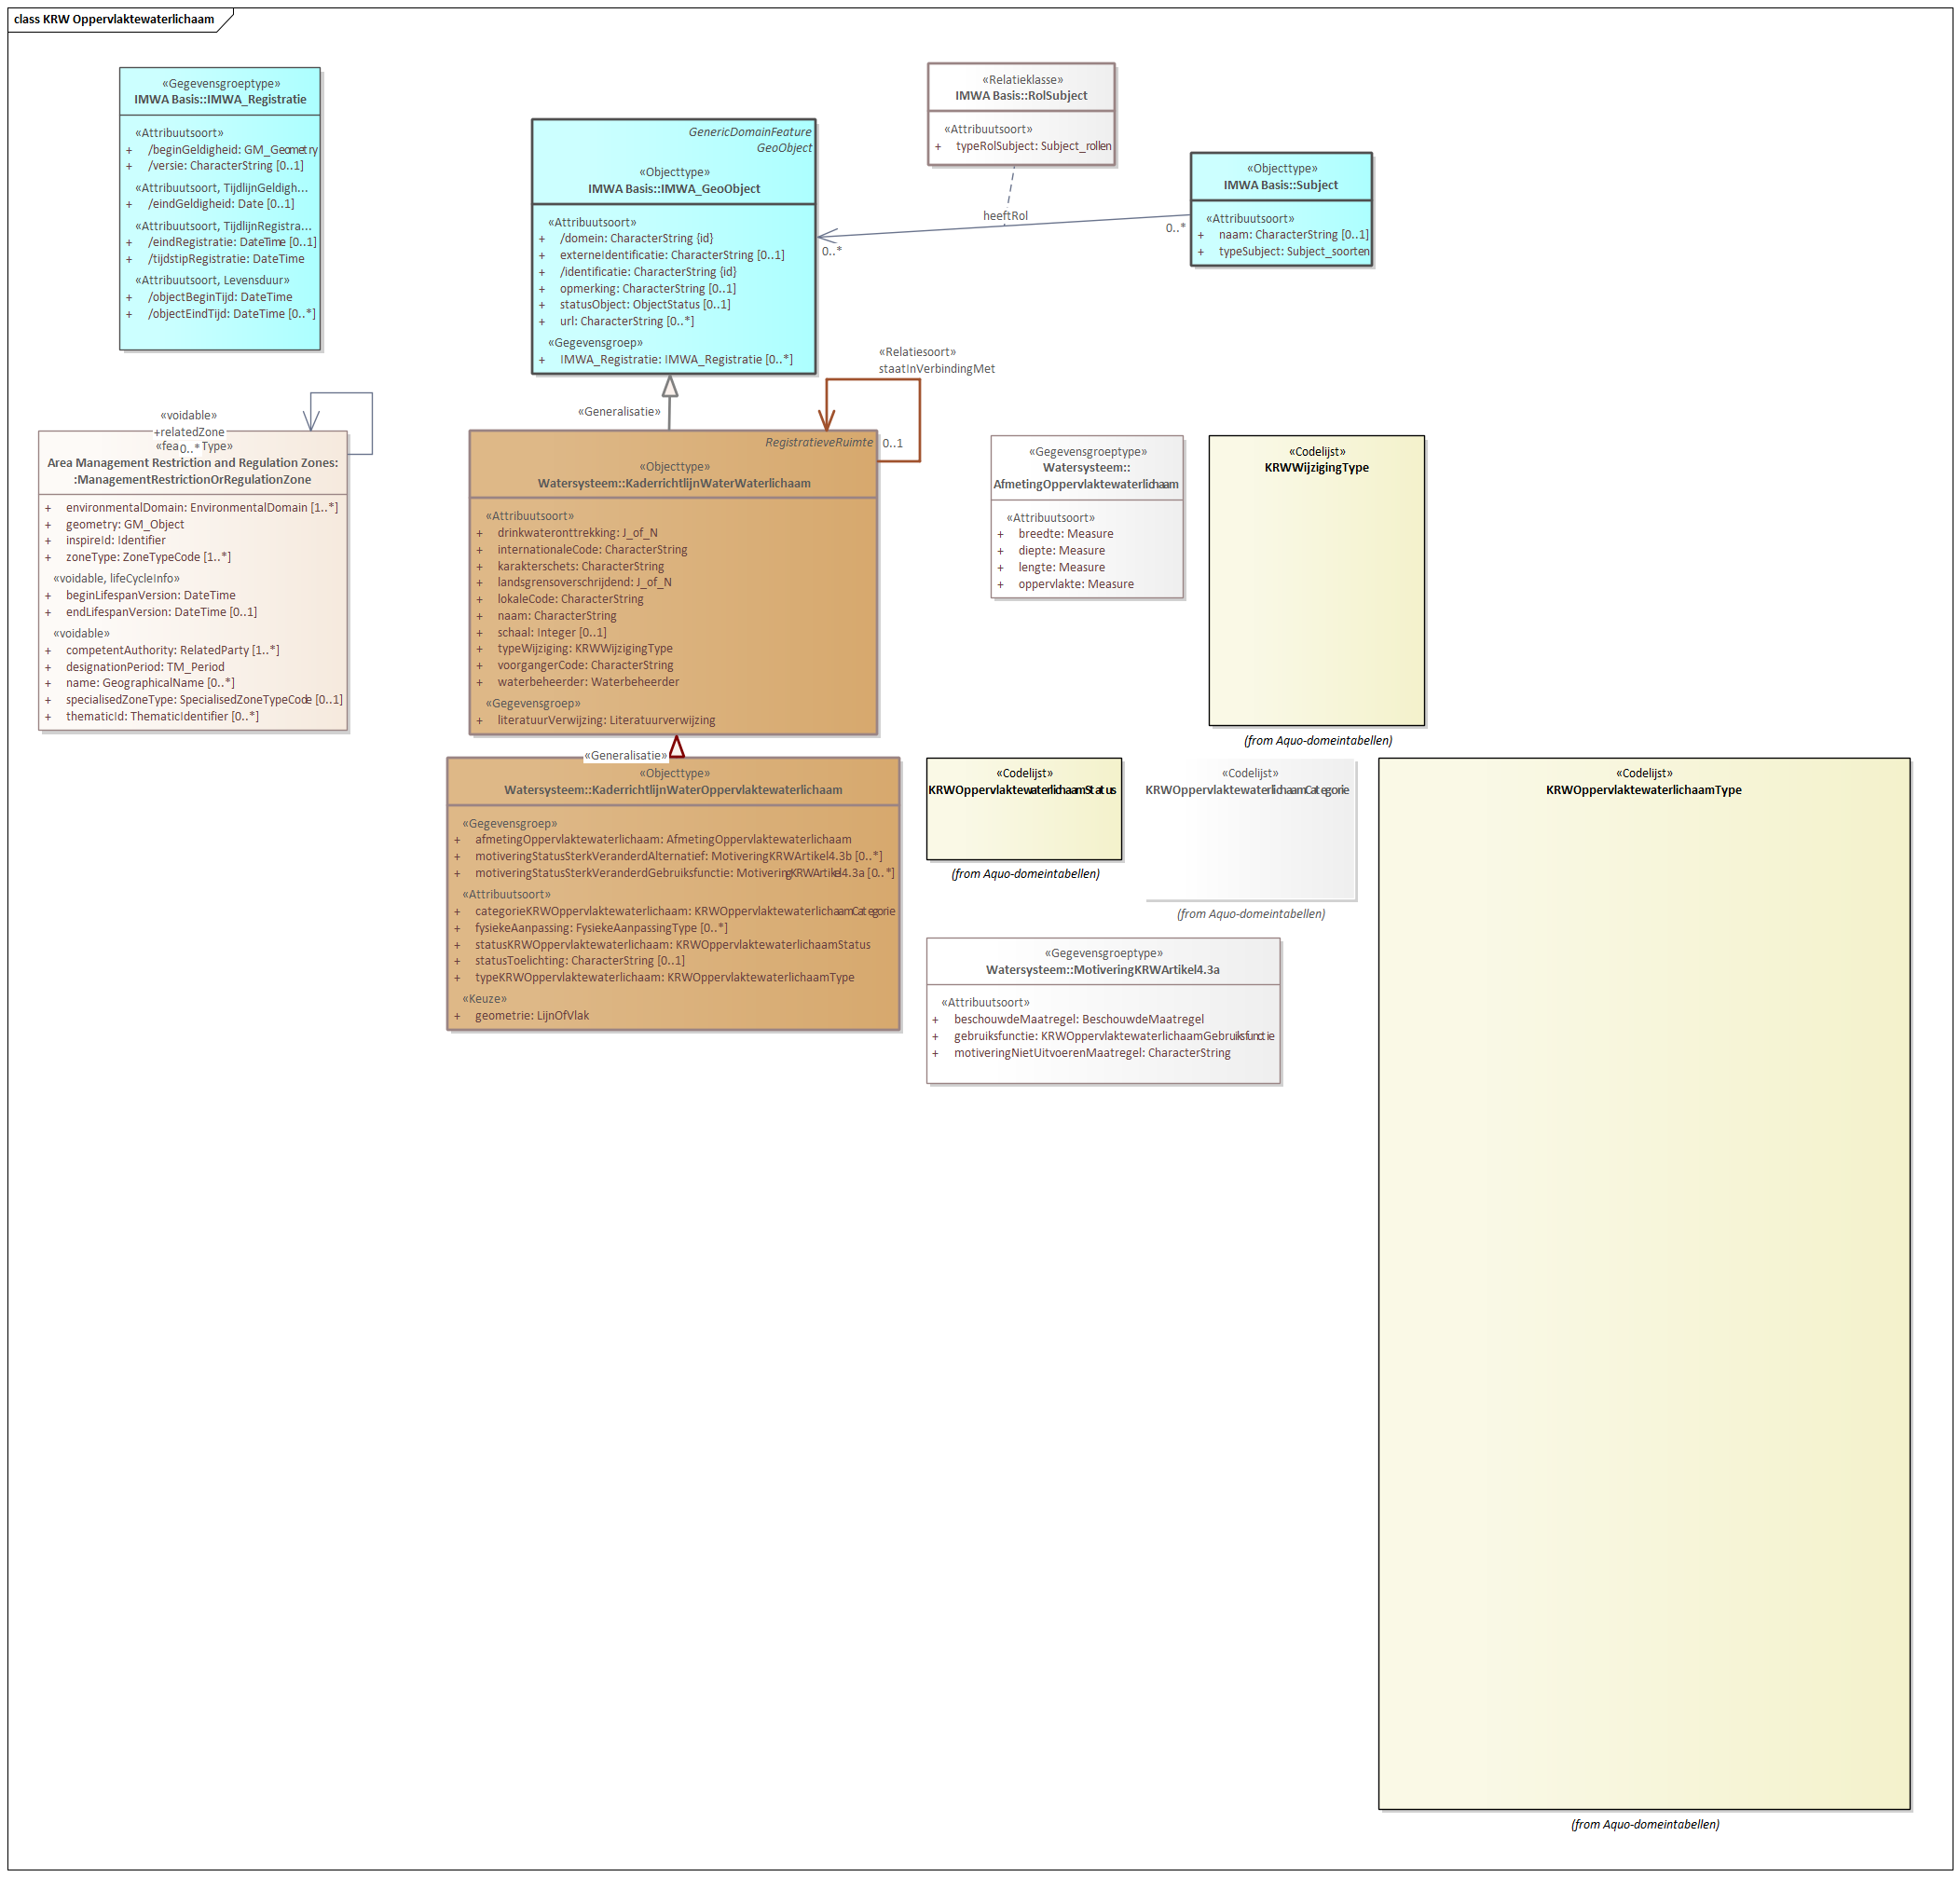 class KRW Oppervlaktewaterlichaam
«Gegevensgroeptype»
IMWA Basis::IMWA_Registratie
«Attribuutsoort»
+ /beginGeldigheid: GM_Geometry
+ /versie: CharacterString [0..1]
«Attribuutsoort, TijdlijnGeldigh...
+ /eindGeldigheid: Date [0..1]
«Attribuutsoort, TijdlijnRegistra...
+ /eindRegistratie: DateTime [0..1]
+ /tijdstipRegistratie: DateTime
«Attribuutsoort, Levensduur»
+ /objectBeginTijd: DateTime
+ /objectEindTijd: DateTime [0..*]
GenericDomainFeature
GeoObject
«Objecttype»
IMWA Basis::IMWA_GeoObject
«Attribuutsoort»
+ /domein: CharacterString {id}
+ externeIdentificatie: CharacterString [0..1]
+ /identificatie: CharacterString {id}
+ opmerking: CharacterString [0..1]
+ statusObject: ObjectStatus [0..1]
+ url: CharacterString [0..*]
«Gegevensgroep»
+ IMWA_Registratie: IMWA_Registratie [0..*]
«Relatieklasse»
IMWA Basis::RolSubject
«Attribuutsoort»
+ typeRolSubject: Subject_rollen
heeftRol
0..*
0..*
«Objecttype»
IMWA Basis::Subject
«Attribuutsoort»
+ naam: CharacterString [0..1]
+ typeSubject: Subject_soorten
«Relatiesoort»
staatInVerbindingMet
0..1
«Generalisatie»
«voidable»
+relatedZone
0..*
«fea Type»
Area Management Restriction and Regulation Zones:
:ManagementRestrictionOrRegulationZone
+ environmentalDomain: EnvironmentalDomain [1..*]
+ geometry: GM_Object
+ inspireId: Identifier
+ zoneType: ZoneTypeCode [1..*]
«voidable, lifeCycleInfo»
+ beginLifespanVersion: DateTime
+ endLifespanVersion: DateTime [0..1]
«voidable»
+ competentAuthority: RelatedParty [1..*]
+ designationPeriod: TM_Period
+ name: GeographicalName [0..*]
+ specialisedZoneType: SpecialisedZoneTypeCode [0..1]
+ thematicId: ThematicIdentifier [0..*]
RegistratieveRuimte
«Objecttype»
Watersysteem::KaderrichtlijnWaterWaterlichaam
«Attribuutsoort»
+ drinkwateronttrekking: J_of_N
+ internationaleCode: CharacterString
+ karakterschets: CharacterString
+ landsgrensoverschrijdend: J_of_N
+ lokaleCode: CharacterString
+ naam: CharacterString
+ schaal: Integer [0..1]
+ typeWijziging: KRWWijzigingType
+ voorgangerCode: CharacterString
+ waterbeheerder: Waterbeheerder
«Gegevensgroep»
+ literatuurVerwijzing: Literatuurverwijzing
«Gegevensgroeptype»
Watersysteem::
AfmetingOppervlaktewaterlichaam
«Attribuutsoort»
+ breedte: Measure
+ diepte: Measure
+ lengte: Measure
+ oppervlakte: Measure
«Codelijst»
KRWWijzigingType
(from Aquo-domeintabellen)
«Generalisatie»
«Objecttype»
Watersysteem::KaderrichtlijnWaterOppervlaktewaterlichaam
«Gegevensgroep»
+ afmetingOppervlaktewaterlichaam: AfmetingOppervlaktewaterlichaam
+ motiveringStatusSterkVeranderdAlternatief: MotiveringKRWArtikel4.3b [0..*]
+ motiveringStatusSterkVeranderdGebruiksfunctie: MotiveringKRWArtikel4.3a [0..*]
«Attribuutsoort»
+ categorieKRWOppervlaktewaterlichaam: KRWOppervlaktewaterlichaamCategorie
+ fysiekeAanpassing: FysiekeAanpassingType [0..*]
+ statusKRWOppervlaktewaterlichaam: KRWOppervlaktewaterlichaamStatus
+ statusToelichting: CharacterString [0..1]
+ typeKRWOppervlaktewaterlichaam: KRWOppervlaktewaterlichaamType
«Keuze»
+ geometrie: LijnOfVlak
«Codelijst»
KRWOppervlaktewaterlichaamStatus
(from Aquo-domeintabellen)
«Codelijst»
KRWOppervlaktewaterlichaamCategorie
(from Aquo-domeintabellen)
«Gegevensgroeptype»
Watersysteem::MotiveringKRWArtikel4.3a
«Attribuutsoort»
+ beschouwdeMaatregel: BeschouwdeMaatregel
+ gebruiksfunctie: KRWOppervlaktewaterlichaamGebruiksfunctie
+ motiveringNietUitvoerenMaatregel: CharacterString
«Codelijst»
KRWOppervlaktewaterlichaamType
(from Aquo-domeintabellen)